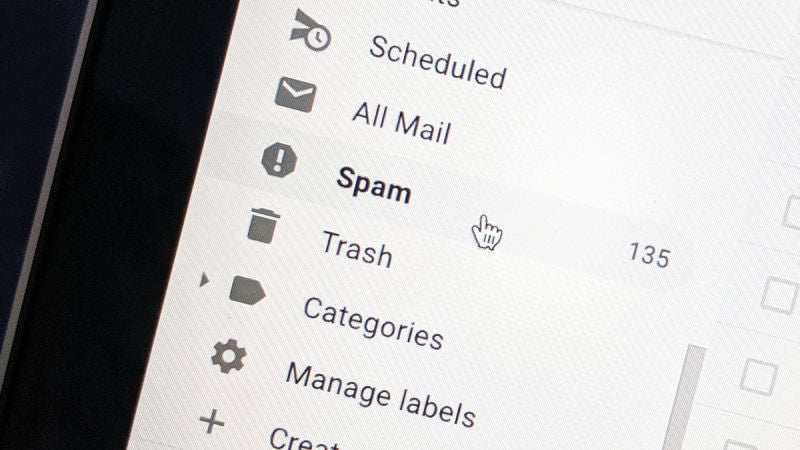 Scheduled
All Mail
Spam 135
Trash
Categories
Manage labels